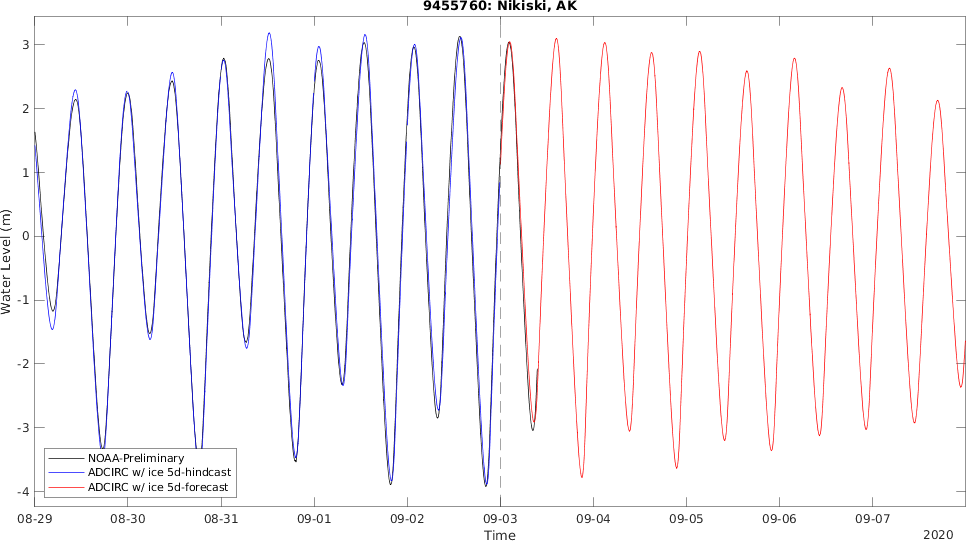 9455760: Nikiski, AK
3
2
1
0
-1
-2
-3
-4
Water Level (m)
NOAA-Preliminary
ADCIRC w/ ice 5d-hindcast
ADCIRC w/ ice 5d-forecast
08-29 08-30 08-31 09-01 09-02 09-03 09-04 09-05 09-06 09-07
Time
2020